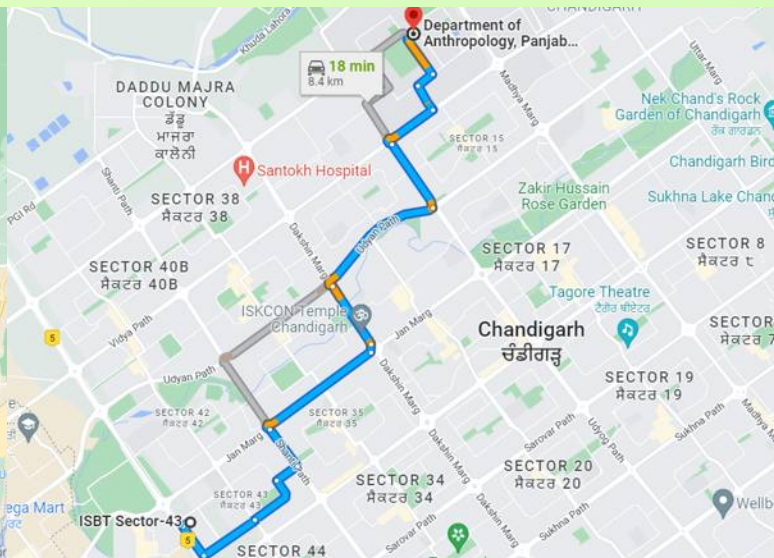 CHANDIGARH
Department of
Anthropology, Panjab...
Khuda Lahora
18 min
8.4 km
Madhya Marg
Uttar Marg
DADDU MAJRA
COLONY
ਡੱਡੂ
ਮਾਜਰਾ
ਕਾਲੋਨੀ
Nek Chand's Rock
Garden of Chandigarh
ਰੌਕ ਗਾਰਡਨ
SECTOR 15
ਸੈਕਟਰ 15
Chandigarh Bird
Santokh Hospital
Shanti Path
PGI Rd
SECTOR 38
ਸੈਕਟਰ 38
Zakir Hussain
Rose Garden
Sukhna Lake Chand
Udyan Path
Dakshin Marg
SECTOR 17
ਸੈਕਟਰ 17
SECTOR 8
ਸੈਕਟਰ ੮
SECTOR 40B
ਸੈਕਟਰ 40B
Tagore Theatre
ਟੈਗੋਰ ਥੀਏਟਰ
ISKCON Temple
Chandigarh
Jan Marg
Vidya Path
5
Chandigarh
ਚੰਡੀਗੜ੍ਹ
SECTOR
ਸੈਕਟਰ 7
Udyan Path
Dakshin Marg
SECTOR 19
ਸੈਕਟਰ 19
SECTOR 42
ਸੈਕਟਰ 42
SECTOR 35
ਸੈਕਟਰ 35
Sukhna Path
Jan Marg
Shanti Path
Dakshin Marg
Sarovar Path
Udyog Path
SECTOR 34
ਸੈਕਟਰ 34
SECTOR 20
ਸੈਕਟਰ 20
SECTOR 43
ਸੈਕਟਰ 43
ega Mart
ISBT Sector-43
5
Wellb
Sukhna Path
Sarovar Path
SECTOR 44